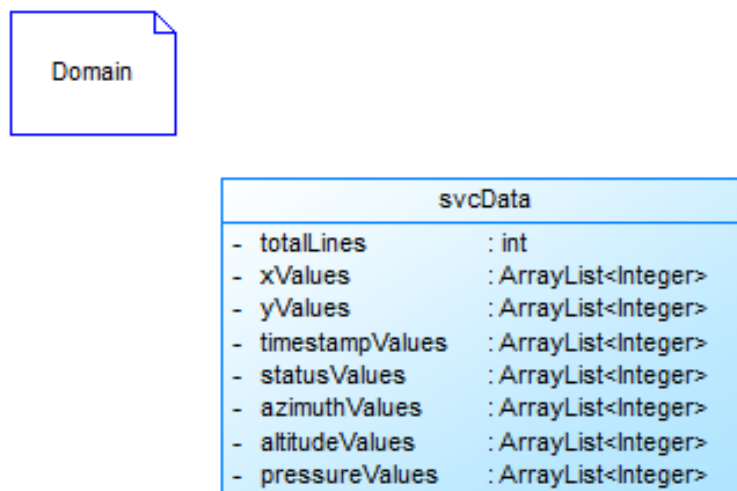 Domain
svcData
- totalLines : int
- xValues : ArrayList<Integer>
- yValues : ArrayList<Integer>
- timestampValues : ArrayList<Integer>
- statusValues : ArrayList<Integer>
- azimuthValues : ArrayList<Integer>
- altitudeValues : ArrayList<Integer>
- pressureValues : ArrayList<Integer>